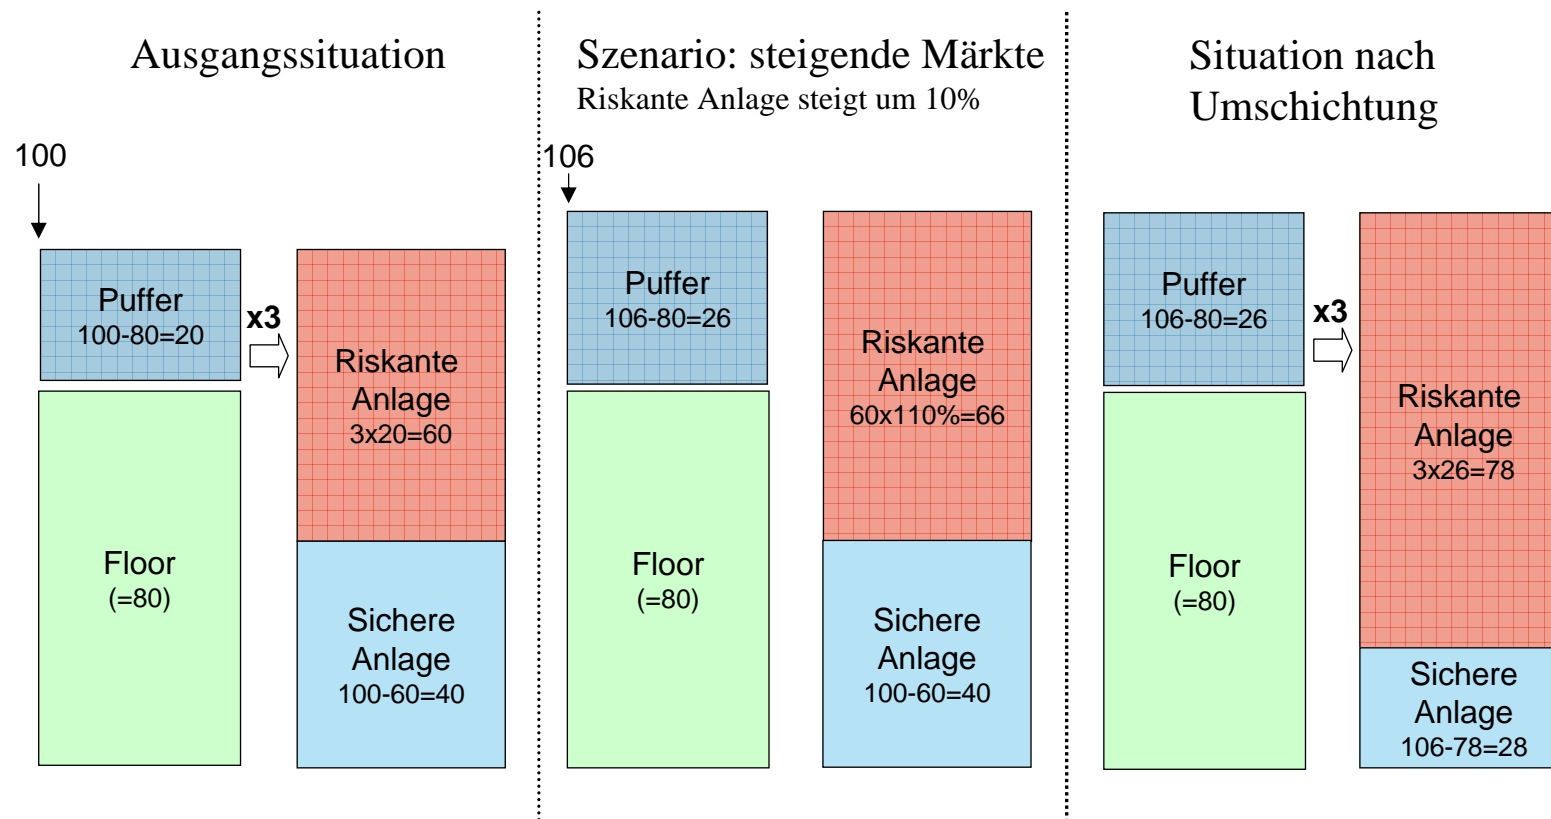 Ausgangssituation
100
Puffer
100-80=20
x3
Floor
(=80)
Riskante
Anlage
3x20=60
Sichere
Anlage
100-60=40
Szenario: steigende Märkte
Riskante Anlage steigt um 10%
106
Puffer
106-80=26
Floor
(=80)
Riskante
Anlage
60x110%=66
Sichere
Anlage
100-60=40
Situation nach
Umschichtung
Puffer
106-80=26
x3
Floor
(=80)
Riskante
Anlage
3x26=78
Sichere
Anlage
106-78=28